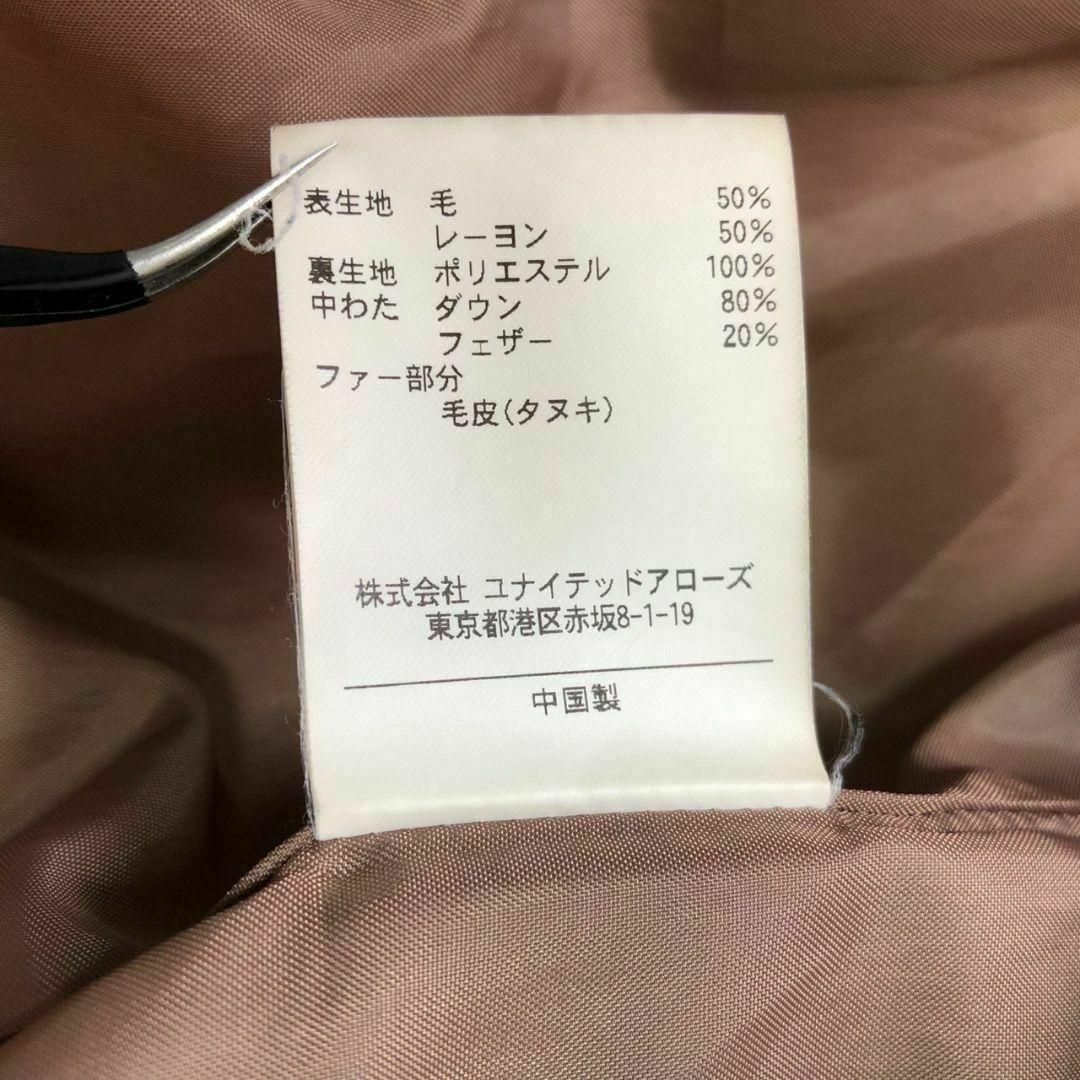 表生地 毛 50%
レーヨン 50%
裏生地 ポリエステル 100%
中わた ダウン 80%
フェザー 20%
ファー部分
毛皮(タヌキ)
株式会社 ユナイテッドアローズ
東京都港区赤坂8-1-19
中国製